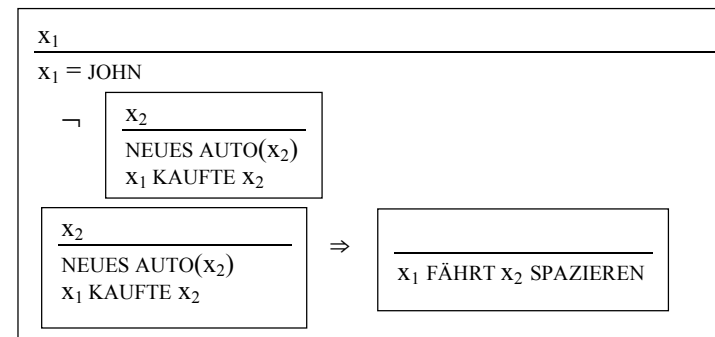 x₁
x₁ = JOHN
¬
x₂
NEUES AUTO(x₂)
x₁ KAUFTE x₂
x₂
NEUES AUTO(x₂)
x₁ KAUFTE x₂
⇒
x₁ FÄHRT x₂ SPAZIEREN